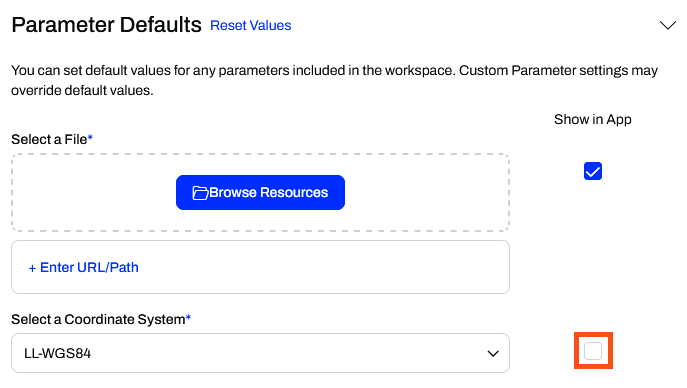 Parameter Defaults Reset Values
You can set default values for any parameters included in the workspace. Custom Parameter settings may
override default values.
Show in App
Select a File*
Browse Resources
+ Enter URL/Path
Select a Coordinate System*
LL-WGS84